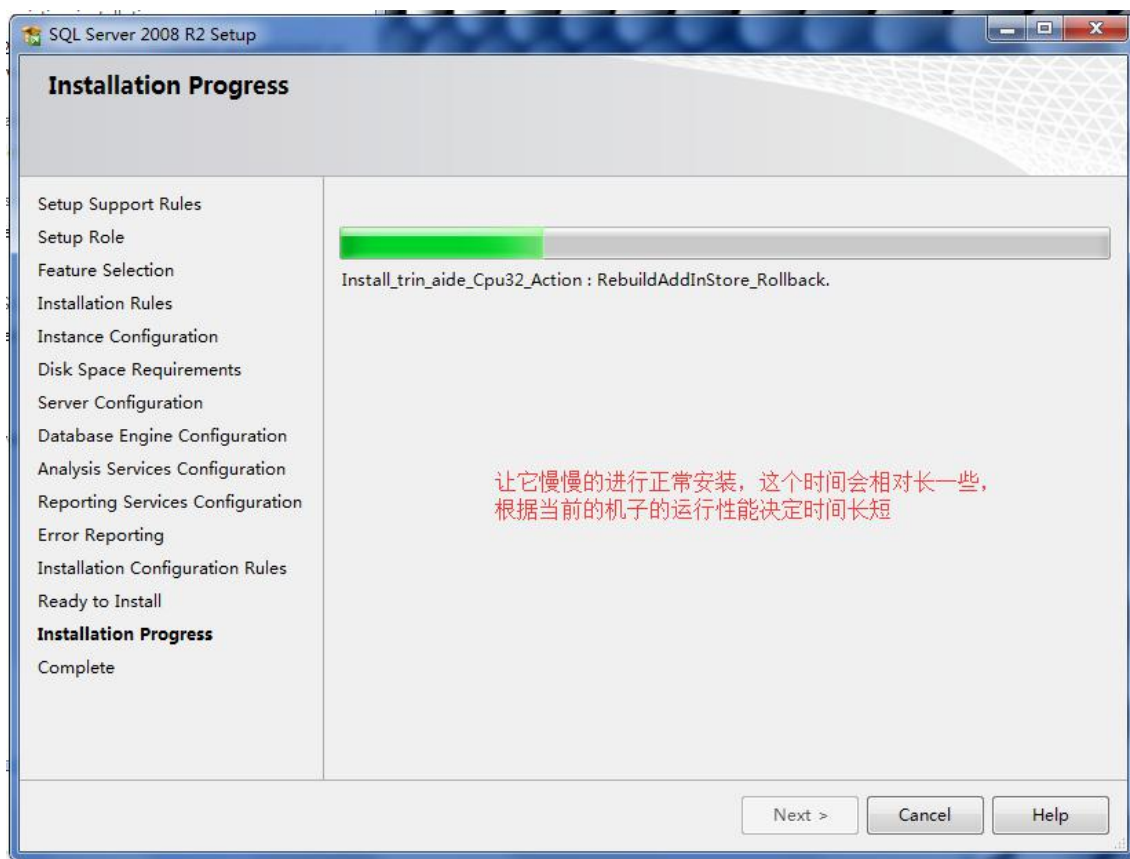 SQL Server 2008 R2 Setup
Installation Progress
Setup Support Rules
Setup Role
Feature Selection
Installation Rules
Instance Configuration
Disk Space Requirements
Server Configuration
Database Engine Configuration
Analysis Services Configuration
Reporting Services Configuration
Error Reporting
Installation Configuration Rules
Ready to Install
Installation Progress
Complete
Install_trin_aide_Cpu32_Action : RebuildAddInStore_Rollback.
让它慢慢的进行正常安装，这个时间会相对长一些，
根据当前的机子的运行性能决定时间长短
Next >
Cancel
Help